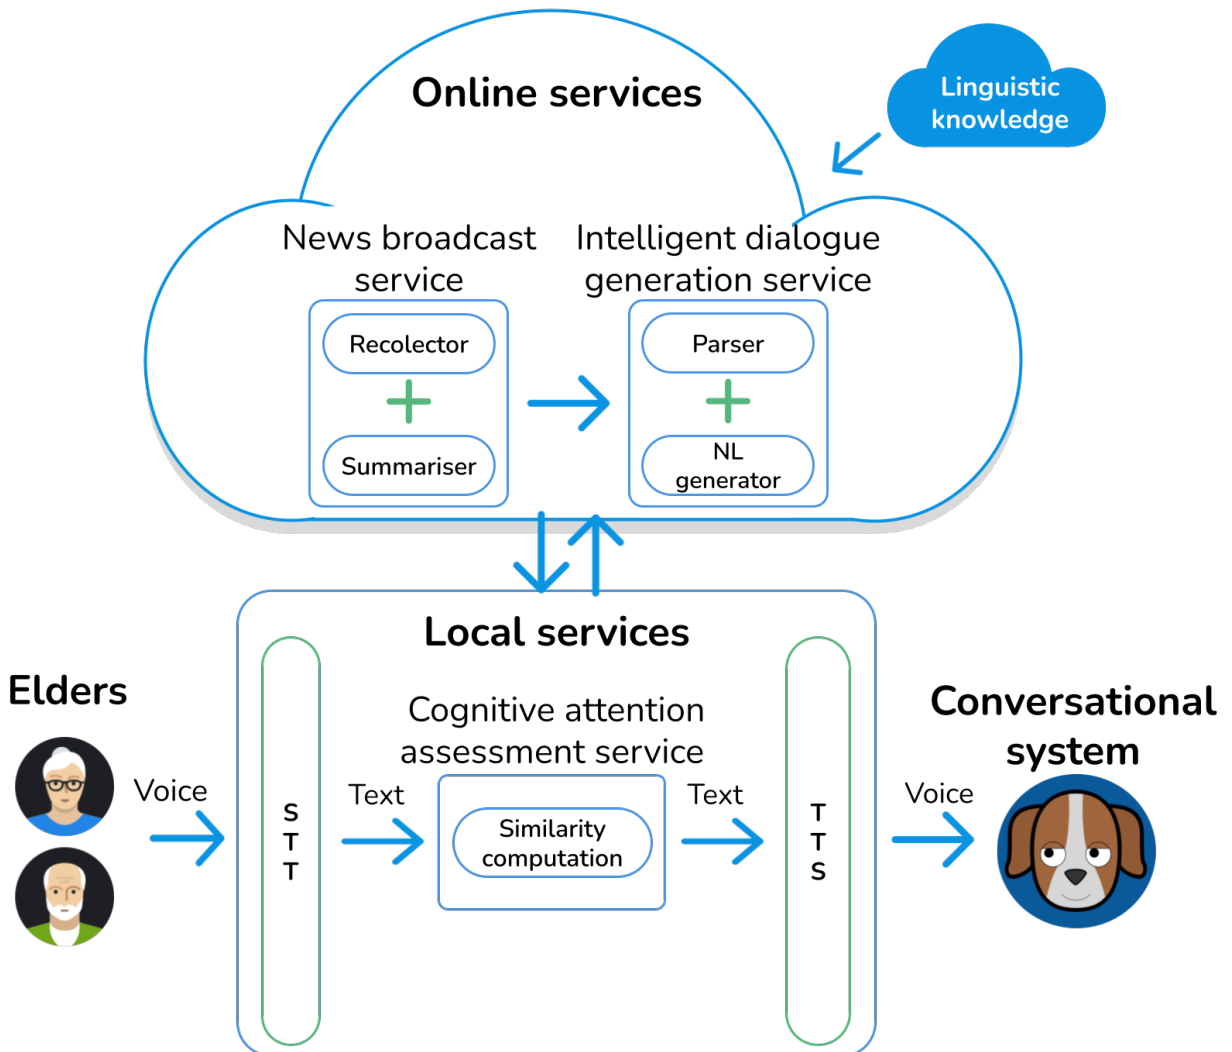 Online services
Linguistic
knowledge
News broadcast
service
Intelligent dialogue
generation service
Recolector
Parser
Summariser
NL
generator
Local services
Elders
Cognitive attention
assessment service
Conversational
system
Voice
Text
Text
Voice
S
T
T
Similarity
computation
T
T
S